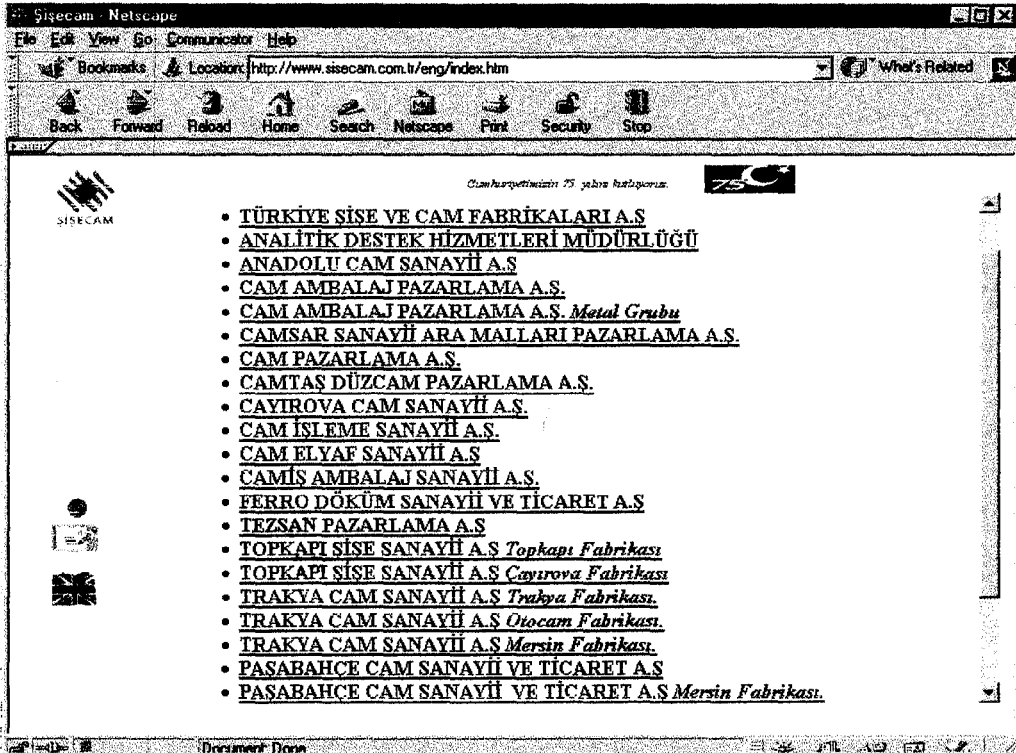 Şişecam - Netscape
File Edit View Go Communicator Help
Bookmarks Location: http://www.sisecam.com.tr/eng/index.htm What's Related
Back Forward Reload Home Search Netscape Print Security Stop
ŞİŞECAM
Cumhuriyetimizin 75. yılını kutluyoruz.
75
• TÜRKİYE ŞİŞE VE CAM FABRİKALARI A.Ş
• ANALİTİK DESTEK HİZMETLERİ MÜDÜRLÜĞÜ
• ANADOLU CAM SANAYİİ A.Ş
• CAM AMBALAJ PAZARLAMA A.Ş.
• CAM AMBALAJ PAZARLAMA A.Ş. Metal Grubu
• CAMSAR SANAYİİ ARA MALLARI PAZARLAMA A.Ş.
• CAM PAZARLAMA A.Ş.
• CAMTAŞ DÜZCAM PAZARLAMA A.Ş.
• ÇAYIROVA CAM SANAYİİ A.Ş.
• CAM İŞLEME SANAYİİ A.Ş.
• CAM ELYAF SANAYİİ A.Ş
• CAMİŞ AMBALAJ SANAYİİ A.Ş.
• FERRO DÖKÜM SANAYİİ VE TİCARET A.Ş
• TEZSAN PAZARLAMA A.Ş
• TOPKAPI ŞİŞE SANAYİİ A.Ş Topkapı Fabrikası
• TOPKAPI ŞİŞE SANAYİİ A.Ş Çayırova Fabrikası
• TRAKYA CAM SANAYİİ A.Ş Trakya Fabrikası.
• TRAKYA CAM SANAYİİ A.Ş Otocam Fabrikası.
• TRAKYA CAM SANAYİİ A.Ş Mersin Fabrikası.
• PAŞABAHÇE CAM SANAYİİ VE TİCARET A.Ş
• PAŞABAHÇE CAM SANAYİİ VE TİCARET A.Ş Mersin Fabrikası.
Document: Done